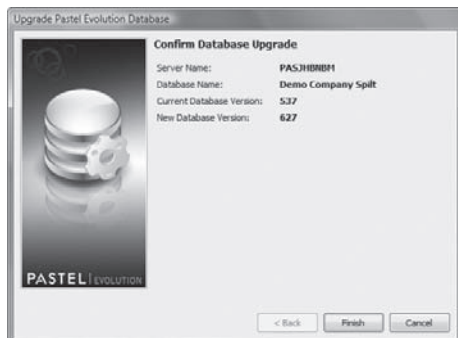 Upgrade Pastel Evolution Database
Confirm Database Upgrade
Server Name: PASJHBNBM
Database Name: Demo Company Spilt
Current Database Version: 537
New Database Version: 627
PASTEL EVOLUTION
< Back Finish Cancel